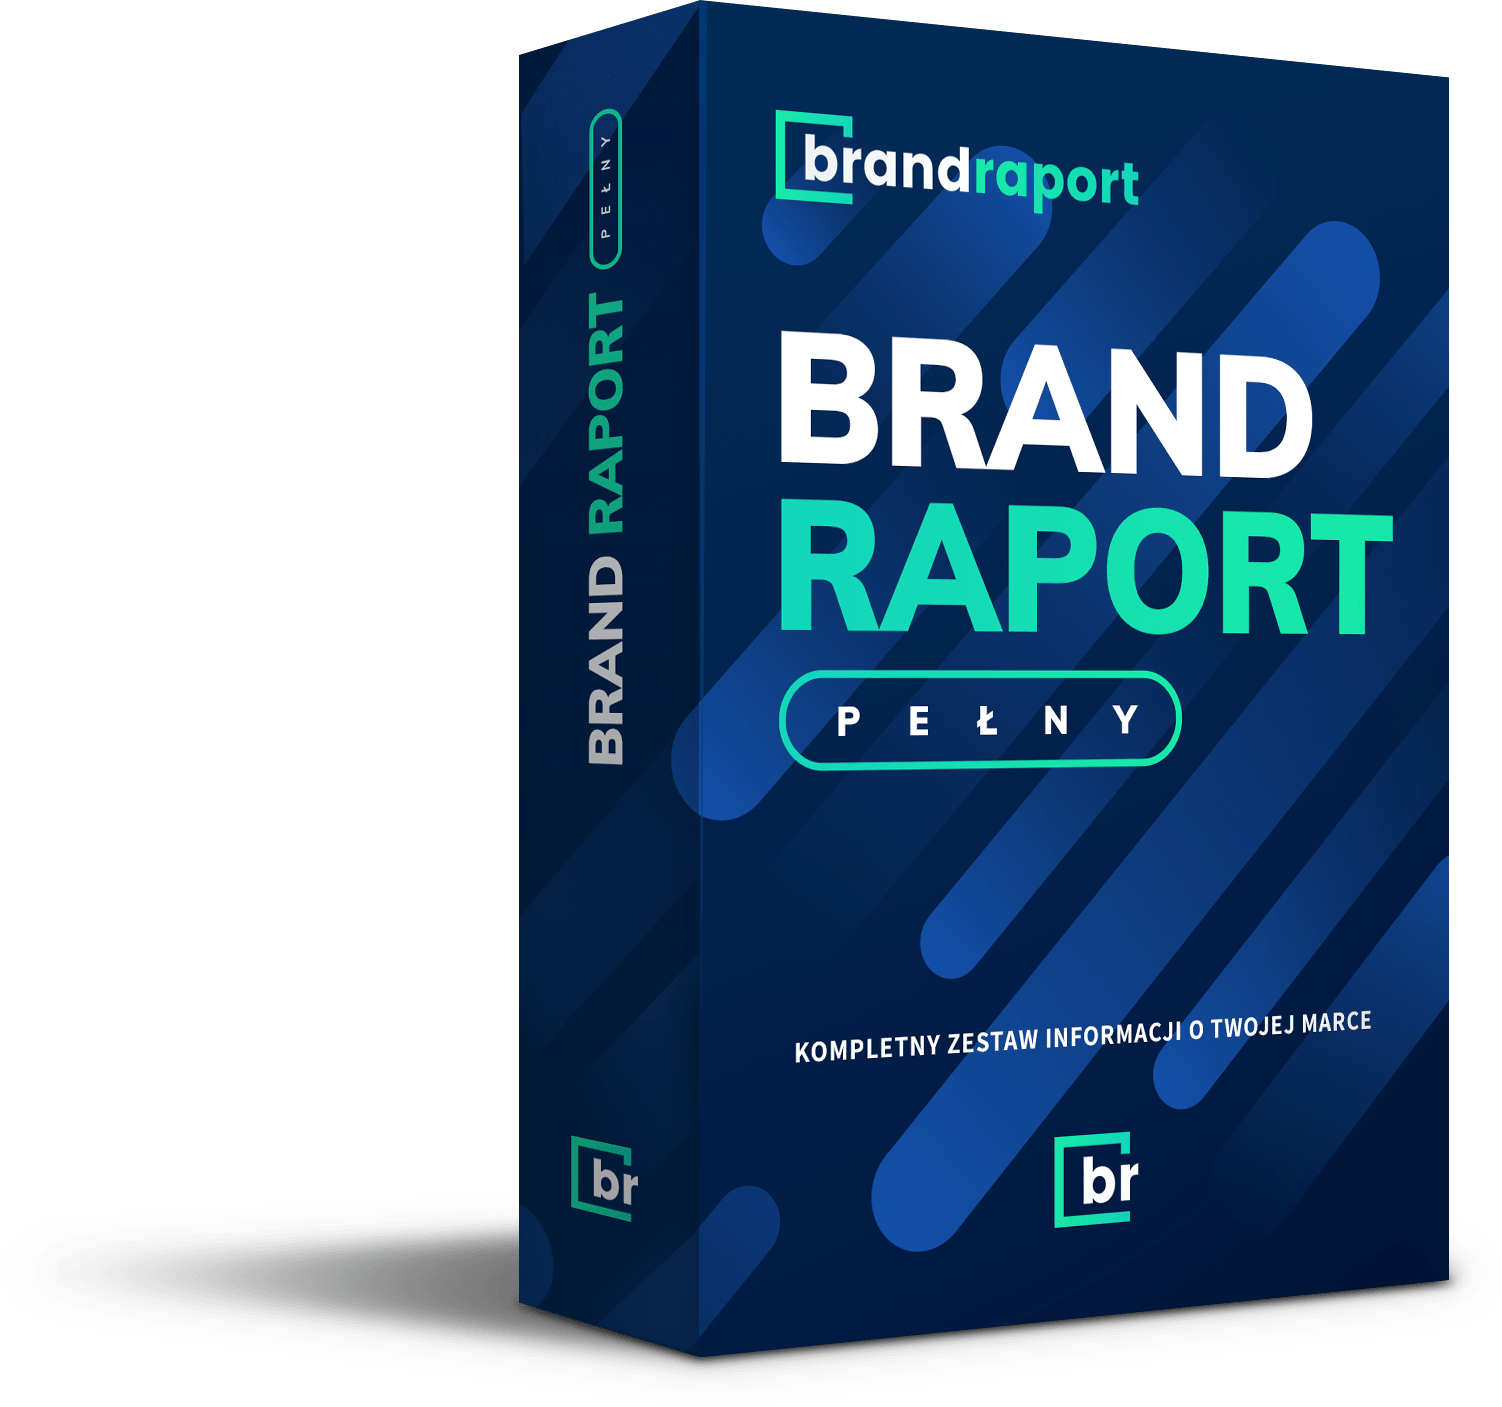 brandraport
BRAND
RAPORT
PEŁNY
KOMPLETNY ZESTAW INFORMACJI O TWOJEJ MARCE
br
BRAND RAPORT PEŁNY
br